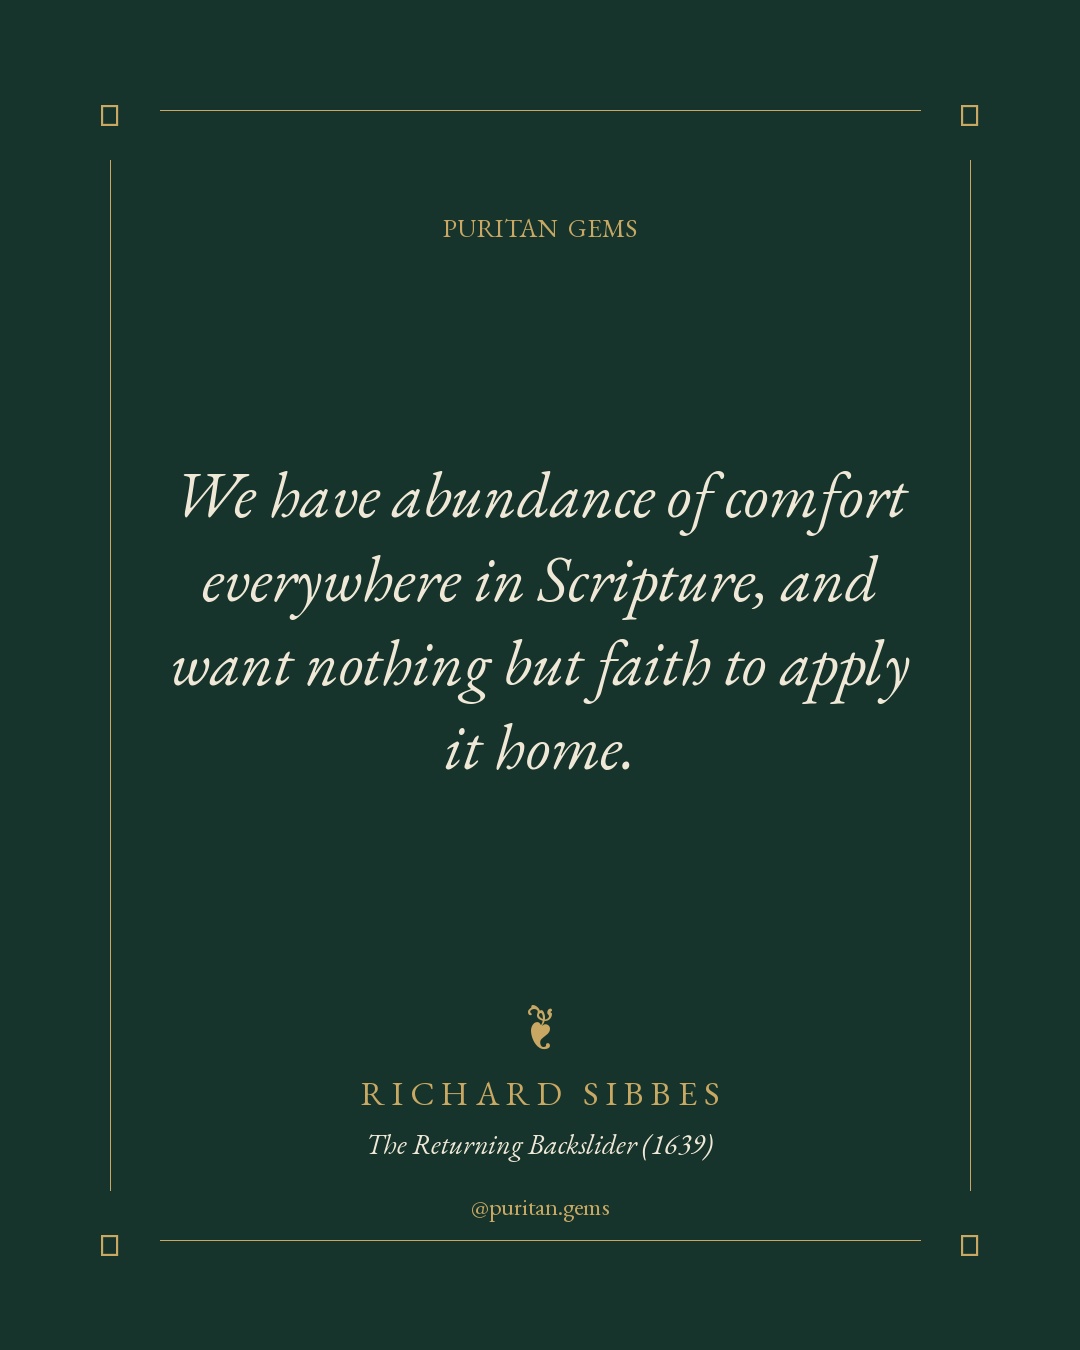 PURITAN GEMS
We have abundance of comfort
everywhere in Scripture, and
want nothing but faith to apply
it home.
❦
RICHARD SIBBES
The Returning Backslider (1639)
@puritan.gems